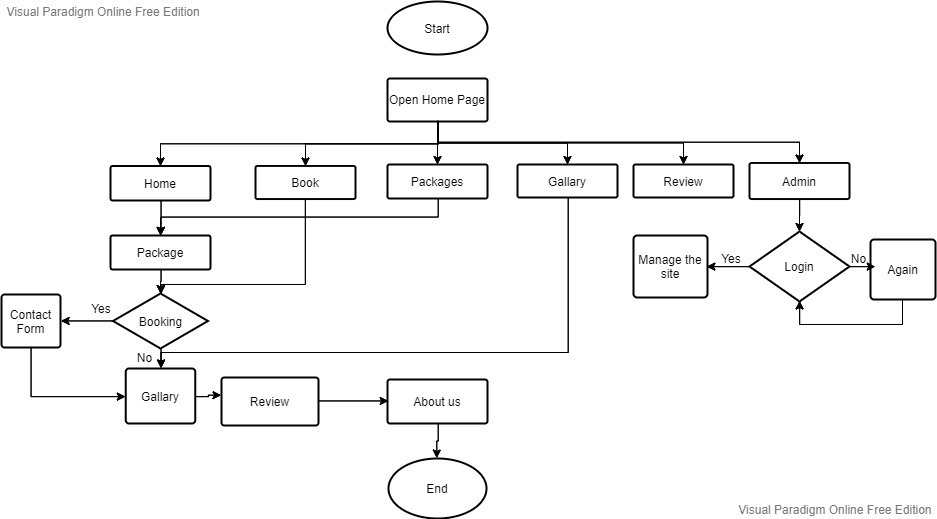 Visual Paradigm Online Free Edition
Start
Open Home Page
Home
Book
Packages
Gallary
Review
Admin
Package
Manage the
site
Yes
Login
No
Again
Contact
Form
Yes
Booking
No
Gallary
Review
About us
End
Visual Paradigm Online Free Edition